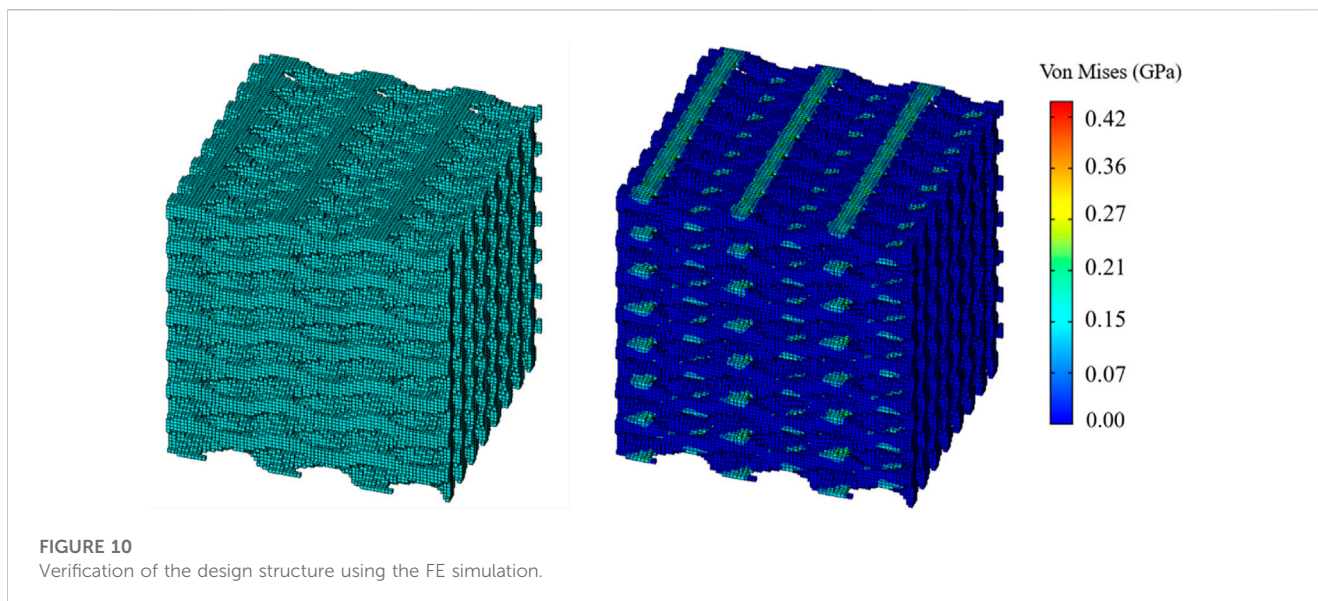 Von Mises (GPa)
0.42
0.36
0.27
0.21
0.15
0.07
0.00
FIGURE 10
Verification of the design structure using the FE simulation.